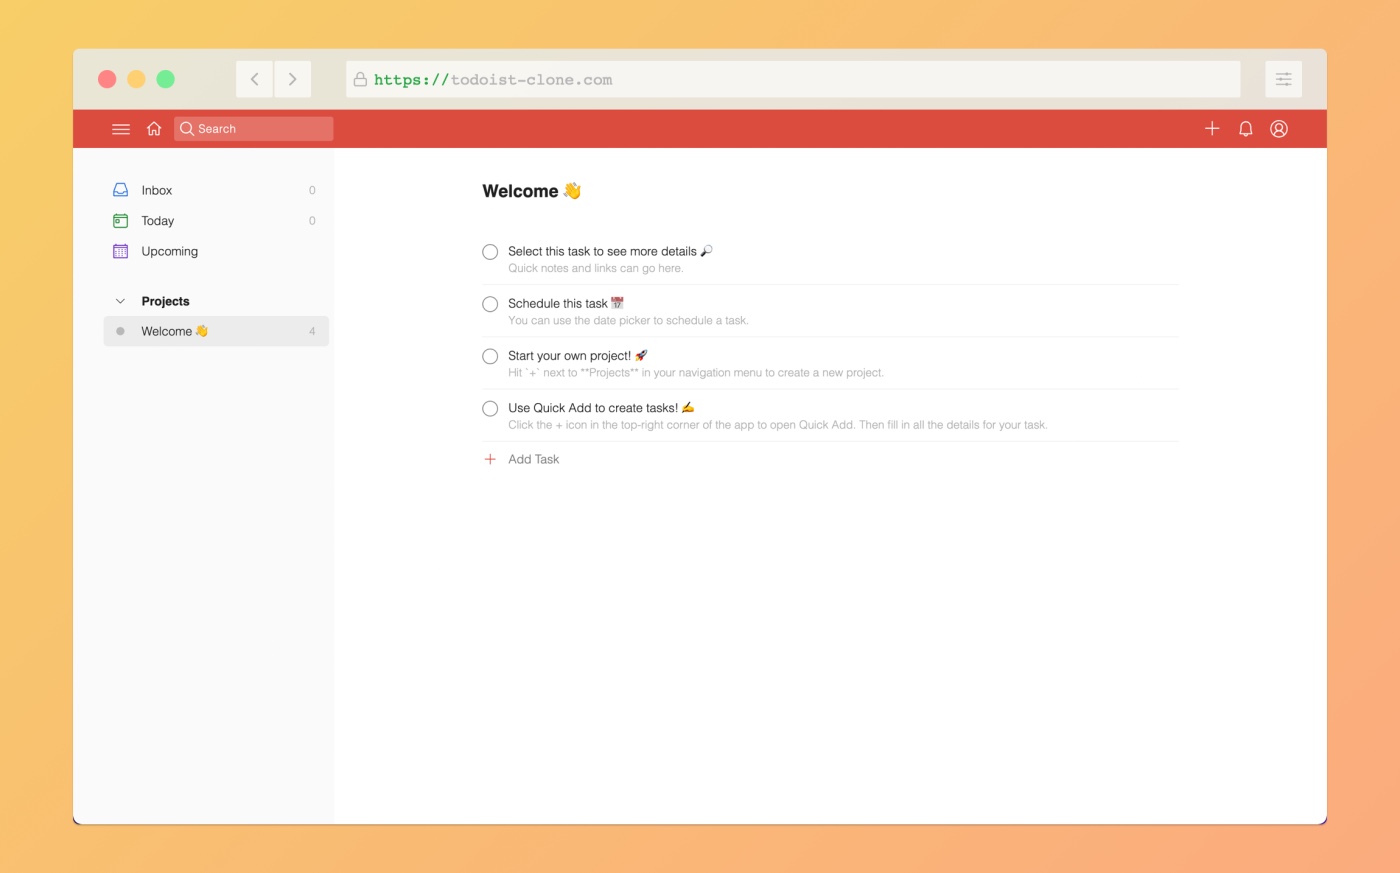 https://todoist-clone.com
Search
Inbox 0
Today 0
Upcoming
Projects
Welcome 👋 4
Welcome 👋
Select this task to see more details 🔎
Quick notes and links can go here.
Schedule this task 📅
You can use the date picker to schedule a task.
Start your own project! 🚀
Hit `+` next to **Projects** in your navigation menu to create a new project.
Use Quick Add to create tasks! ✍️
Click the + icon in the top-right corner of the app to open Quick Add. Then fill in all the details for your task.
+ Add Task